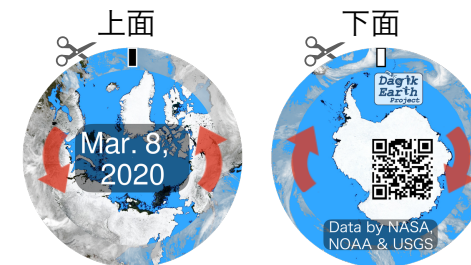 上面
下面
Mar. 8,
2020
Dagik
Earth
Project
Data by NASA,
NOAA & USGS